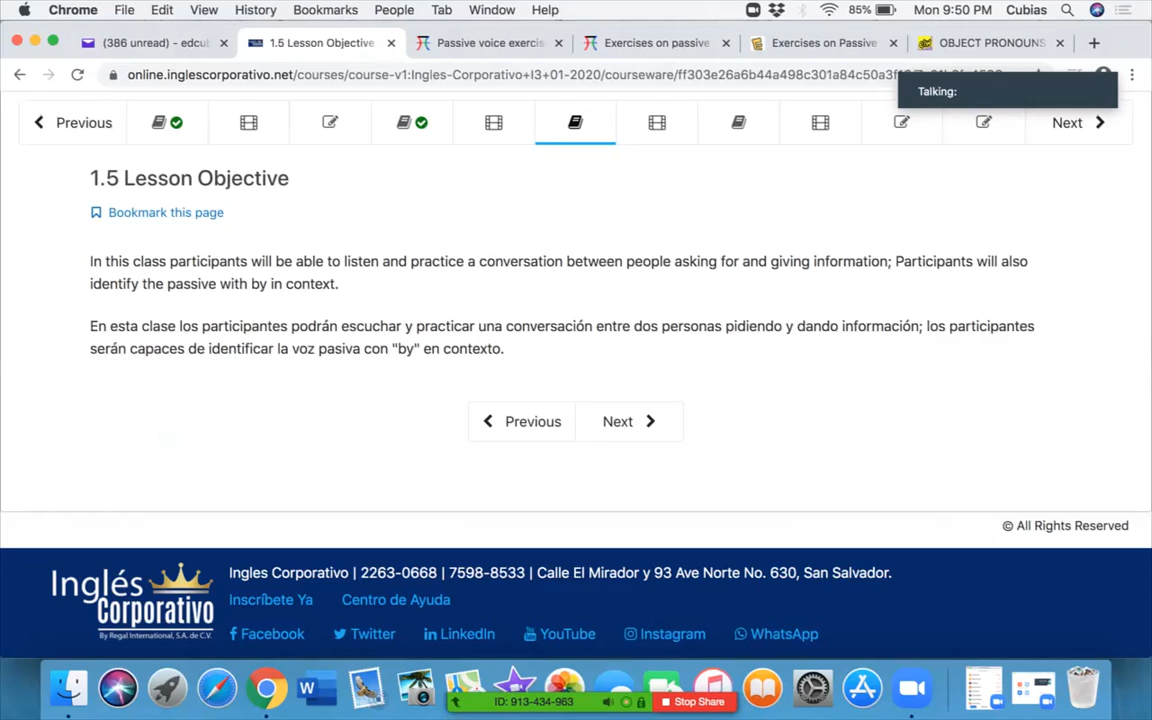 Chrome File Edit View History Bookmarks People Tab Window Help 85% Mon 9:50 PM Cubias
(386 unread) - edcut 1.5 Lesson Objective Passive voice exercis Exercises on passive Exercises on Passive OBJECT PRONOUNS
online.inglescorporativo.net/courses/course-v1:Ingles-Corporativo+I3+01-2020/courseware/ff303e26a6b44a498c301a84c50a3f
Talking:
Previous Next
1.5 Lesson Objective
Bookmark this page
In this class participants will be able to listen and practice a conversation between people asking for and giving information; Participants will also
identify the passive with by in context.
En esta clase los participantes podrán escuchar y practicar una conversación entre dos personas pidiendo y dando información; los participantes
serán capaces de identificar la voz pasiva con "by" en contexto.
Previous Next
© All Rights Reserved
Inglés Corporativo
By Regal International, S.A. de C.V.
Ingles Corporativo | 2263-0668 | 7598-8533 | Calle El Mirador y 93 Ave Norte No. 630, San Salvador.
Inscríbete Ya Centro de Ayuda
Facebook Twitter LinkedIn YouTube Instagram WhatsApp
ID: 913-434-963 Stop Share